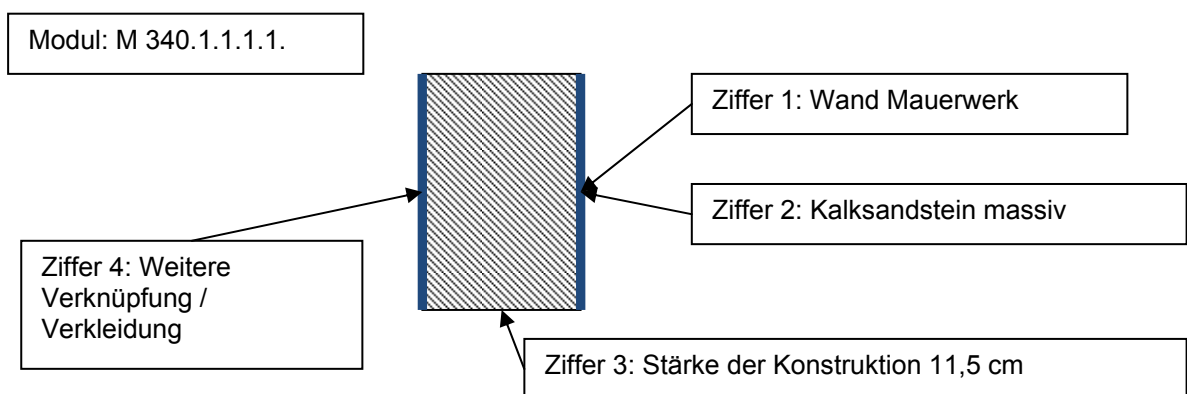 Modul: M 340.1.1.1.1.
Ziffer 1: Wand Mauerwerk
Ziffer 2: Kalksandstein massiv
Ziffer 4: Weitere
Verknüpfung /
Verkleidung
Ziffer 3: Stärke der Konstruktion 11,5 cm